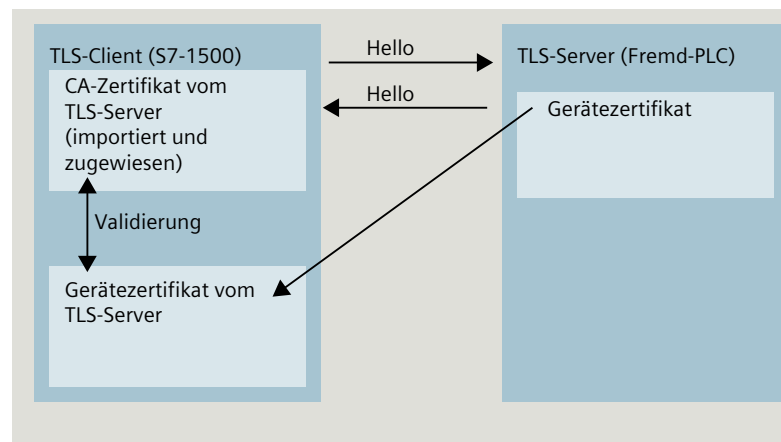 TLS-Client (S7-1500)
CA-Zertifikat vom
TLS-Server
(importiert und
zugewiesen)
Validierung
Gerätezertifikat vom
TLS-Server
Hello
Hello
TLS-Server (Fremd-PLC)
Gerätezertifikat